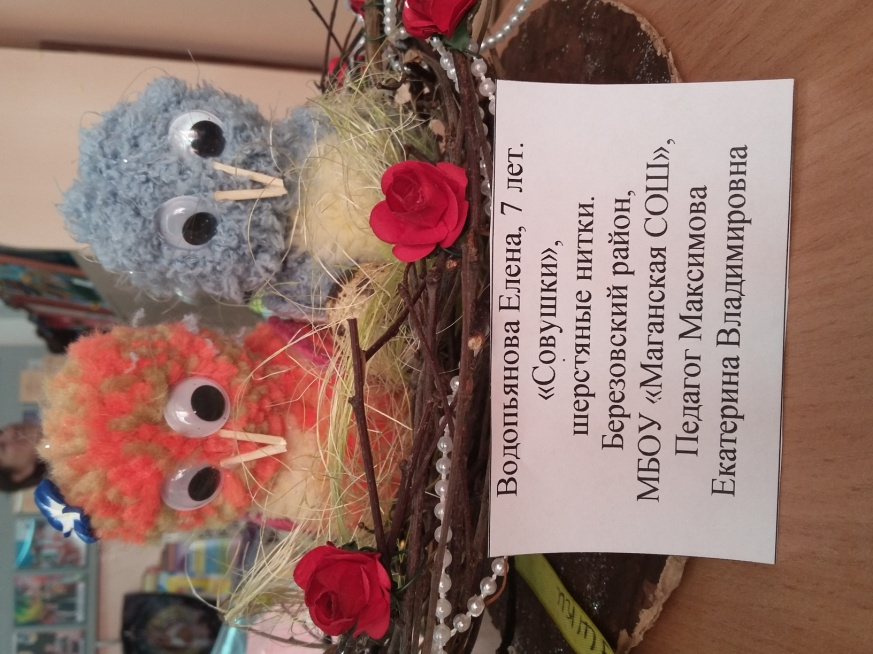 Водопьянова Елена, 7 лет.
«Совушки»,
шерстяные нитки.
Березовский район,
МБОУ «Маганская СОШ»,
Педагог Максимова
Екатерина Владимировна